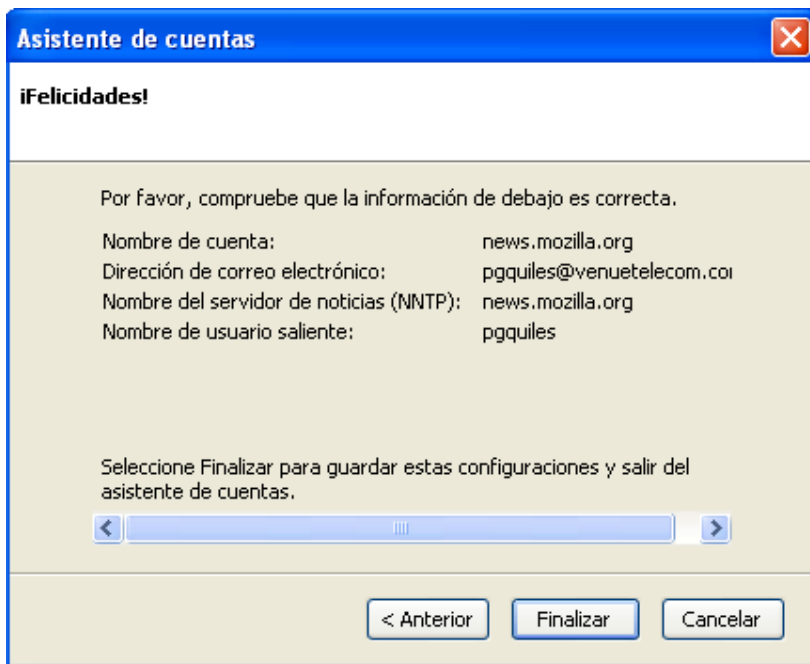 Asistente de cuentas
¡Felicidades!
Por favor, compruebe que la información de debajo es correcta.
Nombre de cuenta: news.mozilla.org
Dirección de correo electrónico: pgquiles@venuetelecom.co
Nombre del servidor de noticias (NNTP): news.mozilla.org
Nombre de usuario saliente: pgquiles
Seleccione Finalizar para guardar estas configuraciones y salir del
asistente de cuentas.
< Anterior Finalizar Cancelar